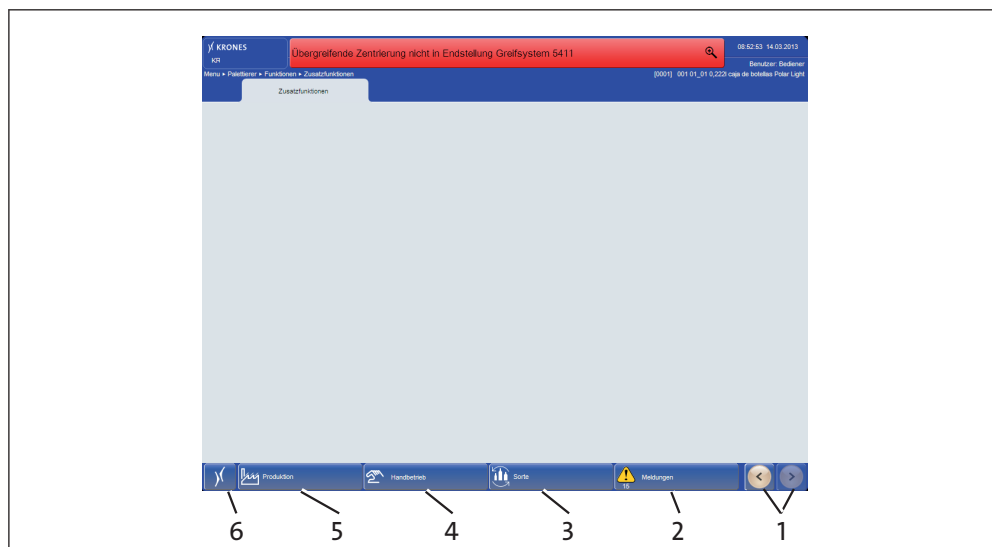 KRONES
KR
Übergreifende Zentrierung nicht in Endstellung Greifsystem 5411
08:52:53 14.03.2013
Benutzer: Bediener
Menu ▸ Palettierer ▸ Funktionen ▸ Zusatzfunktionen
[0001] 001 01_01 0,222l caja de botellas Polar Light
Zusatzfunktionen
Produktion
Handbetrieb
Sorte
16
Meldungen
6 5 4 3 2 1